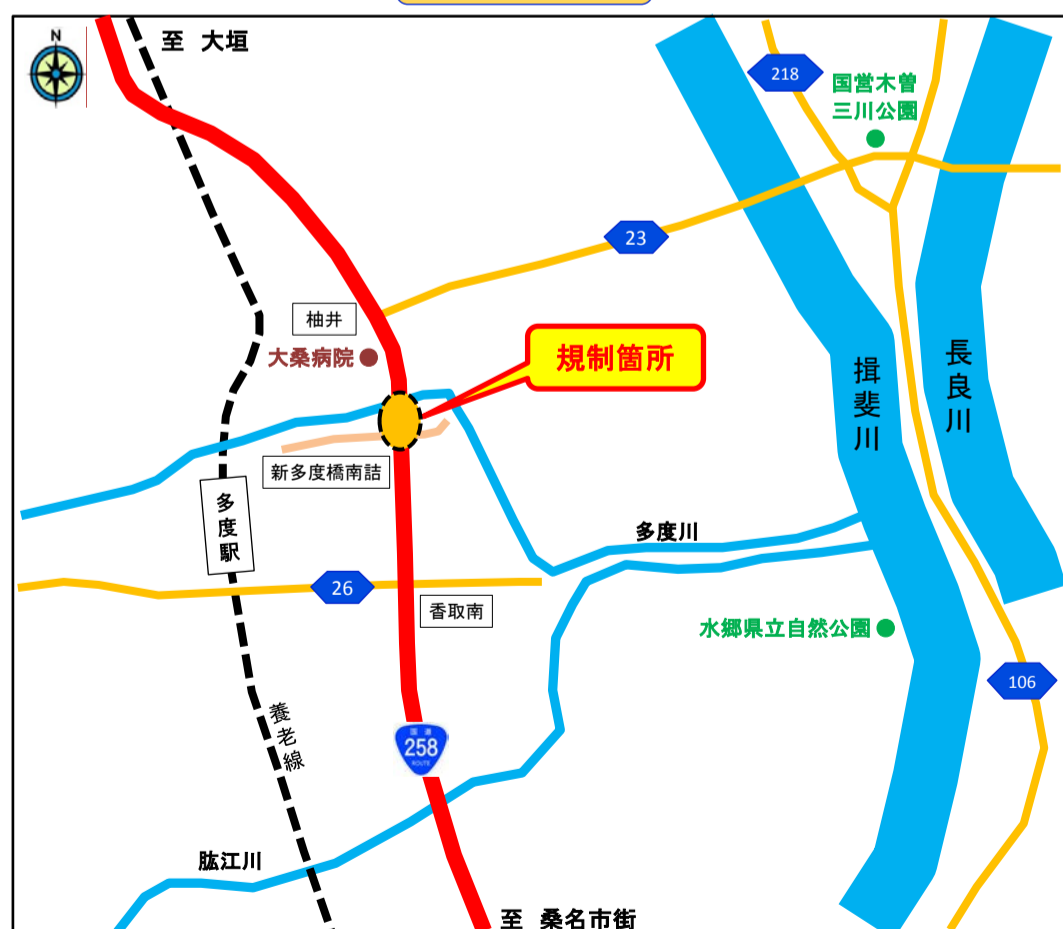 N
至 大垣
218
国営木曽
三川公園
23
柚井
大桑病院
規制箇所
揖斐川
長良川
新多度橋南詰
多度駅
多度川
26
香取南
水郷県立自然公園
106
養老線
国道
258
ROUTE
肱江川
至 桑名市街